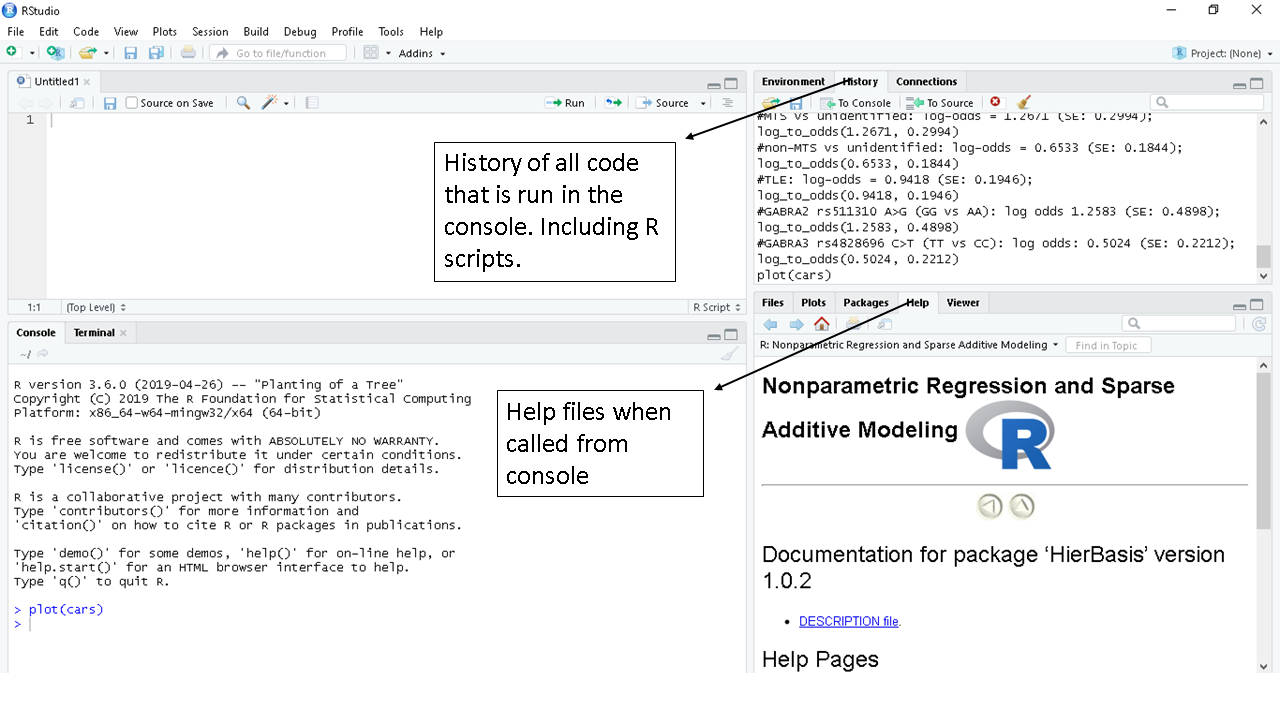 RStudio
File Edit Code View Plots Session Build Debug Profile Tools Help
Go to file/function Addins Project: (None)
Untitled1
Source on Save Run Source
1
1:1 (Top Level) R Script
History of all code
that is run in the
console. Including R
scripts.
Environment History Connections
To Console To Source
#MTS vs unidentified: log-odds = 1.2671 (SE: 0.2994);
log_to_odds(1.2671, 0.2994)
#non-MTS vs unidentified: log-odds = 0.6533 (SE: 0.1844);
log_to_odds(0.6533, 0.1844)
#TLE: log-odds = 0.9418 (SE: 0.1946);
log_to_odds(0.9418, 0.1946)
#GABRA2 rs511310 A>G (GG vs AA): log odds 1.2583 (SE: 0.4898);
log_to_odds(1.2583, 0.4898)
#GABRA3 rs4828696 C>T (TT vs CC): log odds: 0.5024 (SE: 0.2212);
log_to_odds(0.5024, 0.2212)
plot(cars)
Console Terminal
~/
R version 3.6.0 (2019-04-26) -- "Planting of a Tree"
Copyright (C) 2019 The R Foundation for Statistical Computing
Platform: x86_64-w64-mingw32/x64 (64-bit)
R is free software and comes with ABSOLUTELY NO WARRANTY.
You are welcome to redistribute it under certain conditions.
Type 'license()' or 'licence()' for distribution details.
R is a collaborative project with many contributors.
Type 'contributors()' for more information and
'citation()' on how to cite R or R packages in publications.
Type 'demo()' for some demos, 'help()' for on-line help, or
'help.start()' for an HTML browser interface to help.
Type 'q()' to quit R.
> plot(cars)
>
Help files when
called from
console
Files Plots Packages Help Viewer
R: Nonparametric Regression and Sparse Additive Modeling Find in Topic
Nonparametric Regression and Sparse
Additive Modeling R
Documentation for package ‘HierBasis’ version
1.0.2
• DESCRIPTION file.
Help Pages